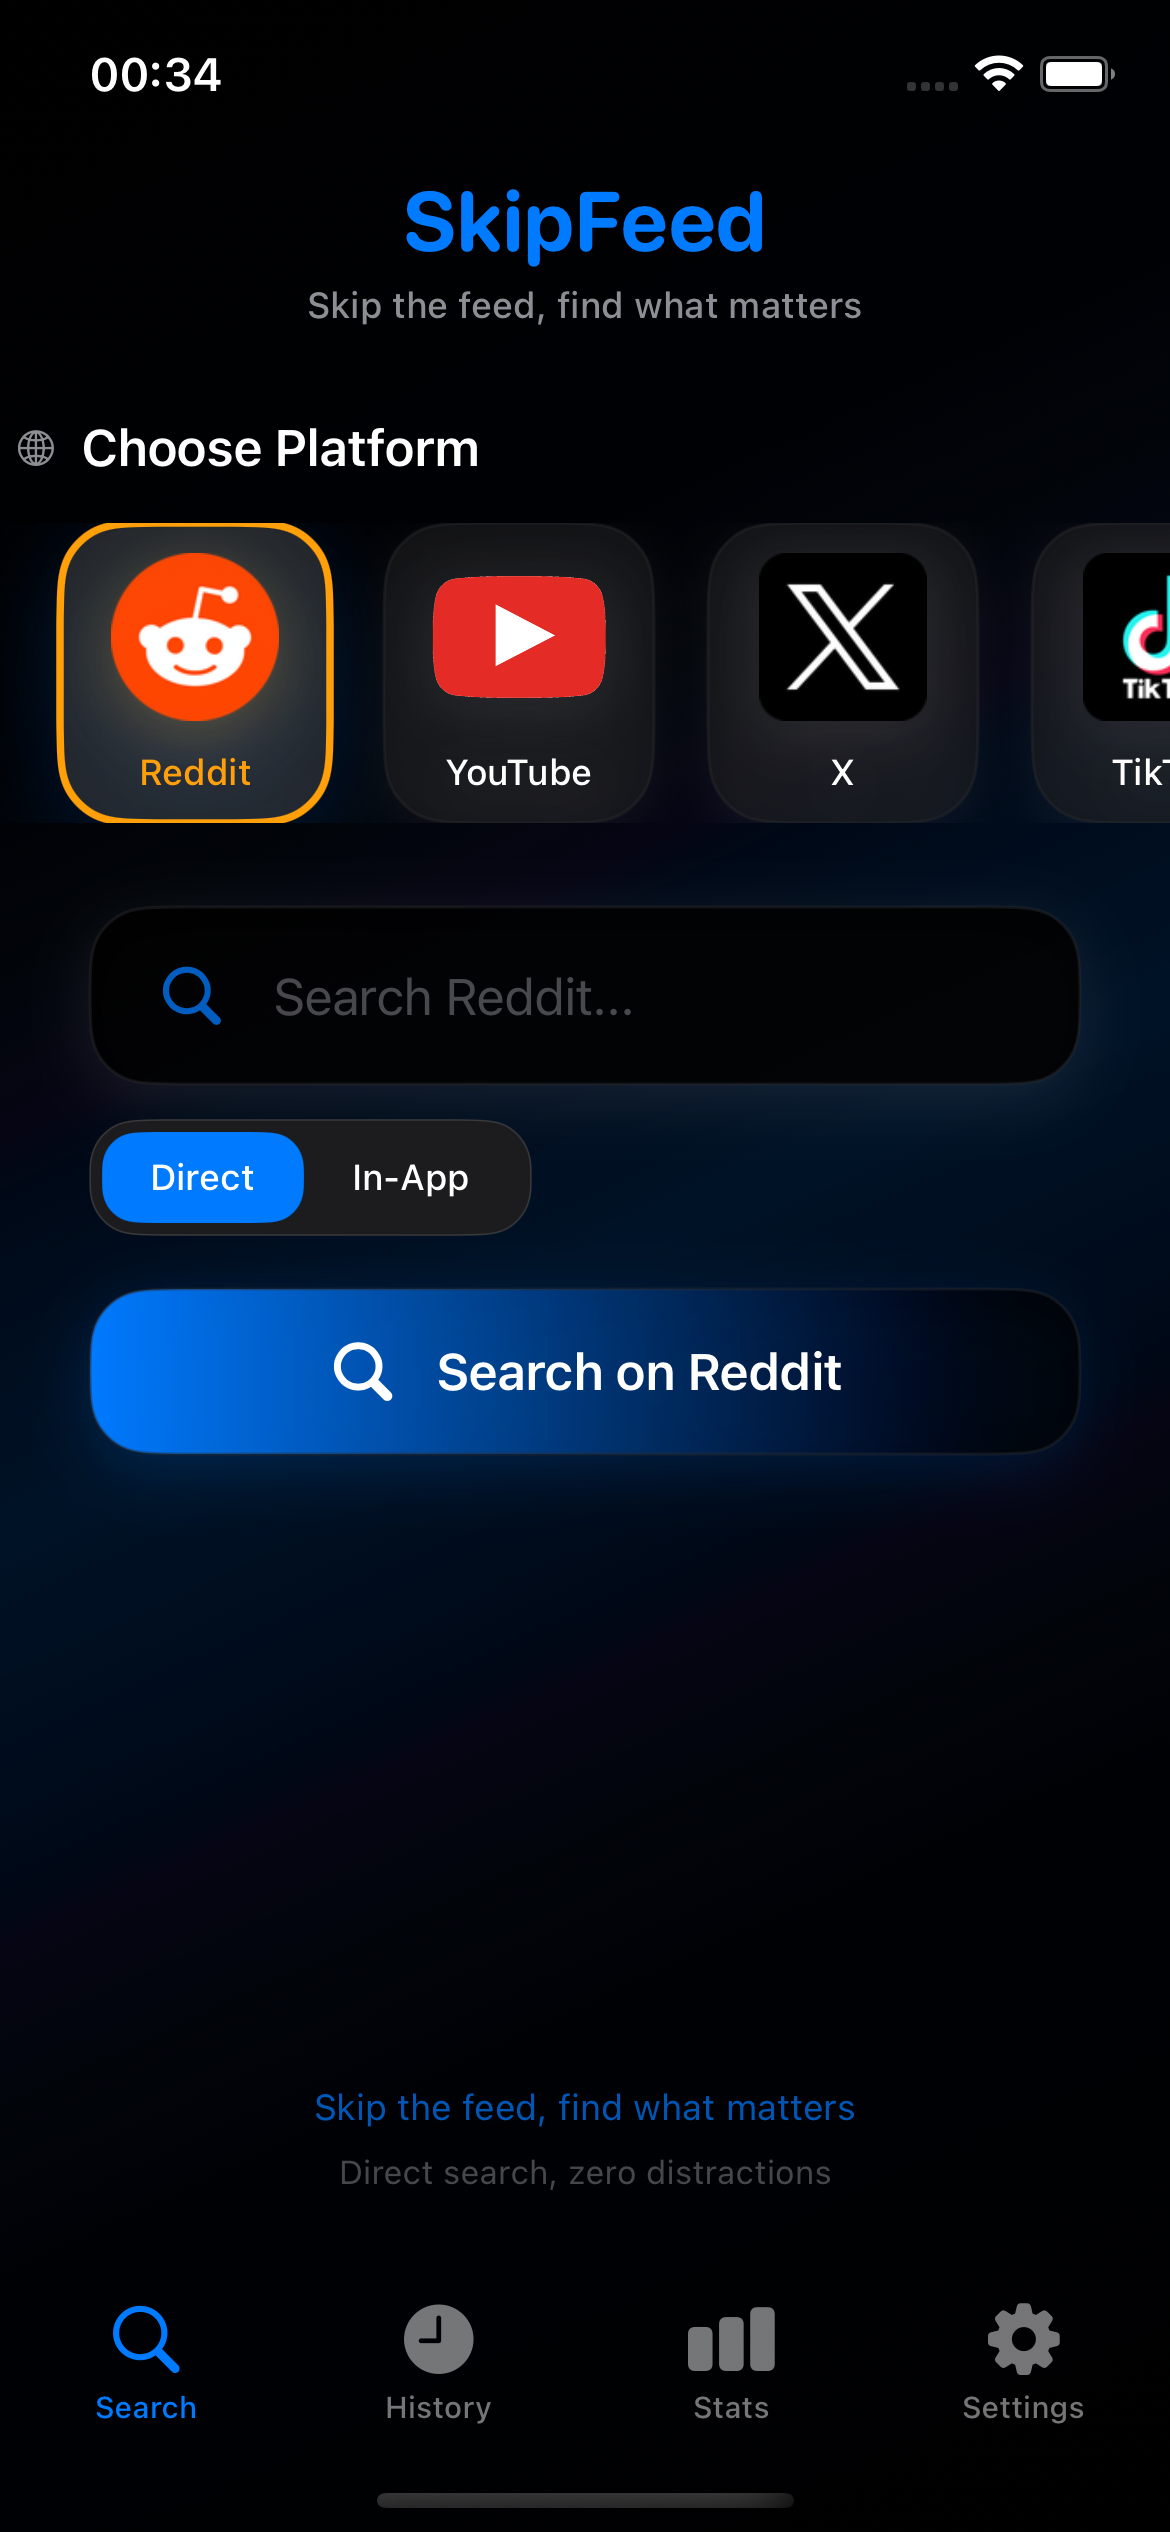 00:34
SkipFeed
Skip the feed, find what matters
Choose Platform
TikT
Reddit
YouTube
X
TikT
Search Reddit...
Direct
In-App
Search on Reddit
Skip the feed, find what matters
Direct search, zero distractions
Search
History
Stats
Settings